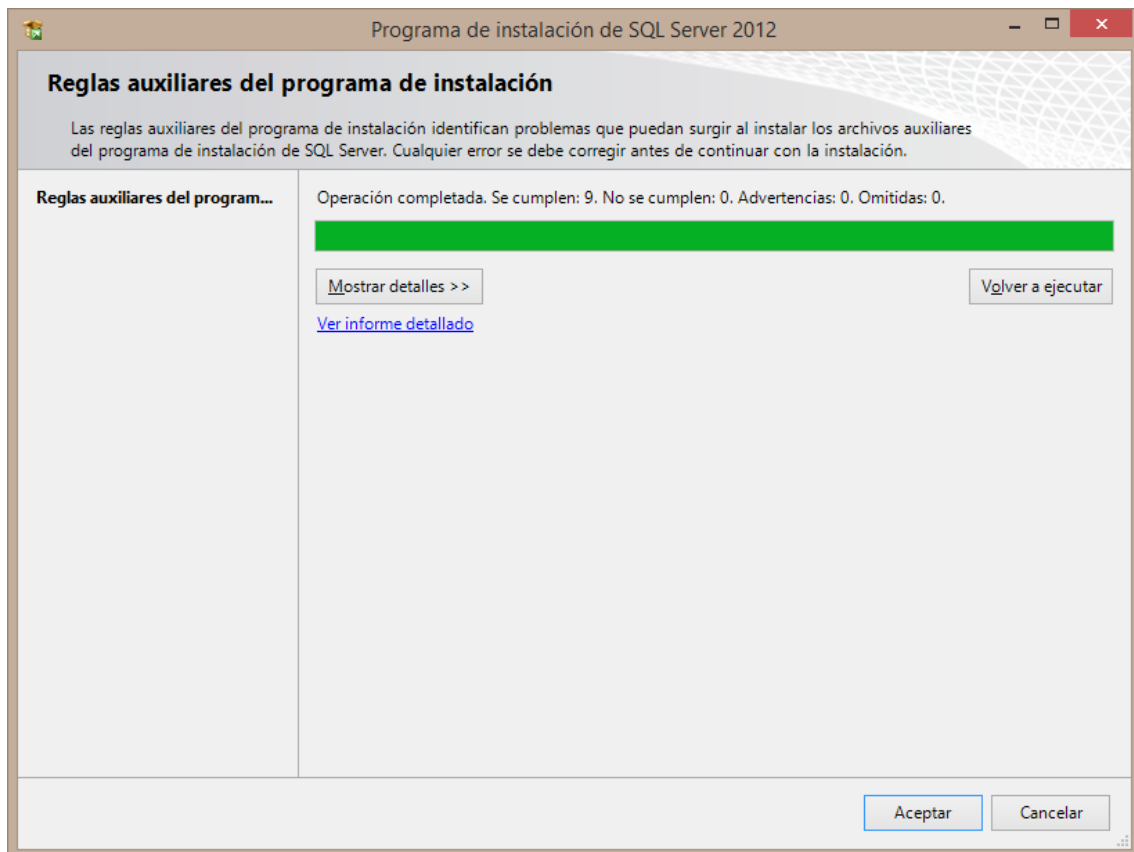 Programa de instalación de SQL Server 2012
Reglas auxiliares del programa de instalación
Las reglas auxiliares del programa de instalación identifican problemas que puedan surgir al instalar los archivos auxiliares
del programa de instalación de SQL Server. Cualquier error se debe corregir antes de continuar con la instalación.
Reglas auxiliares del program...
Operación completada. Se cumplen: 9. No se cumplen: 0. Advertencias: 0. Omitidas: 0.
Mostrar detalles >>
Volver a ejecutar
Ver informe detallado
Aceptar
Cancelar